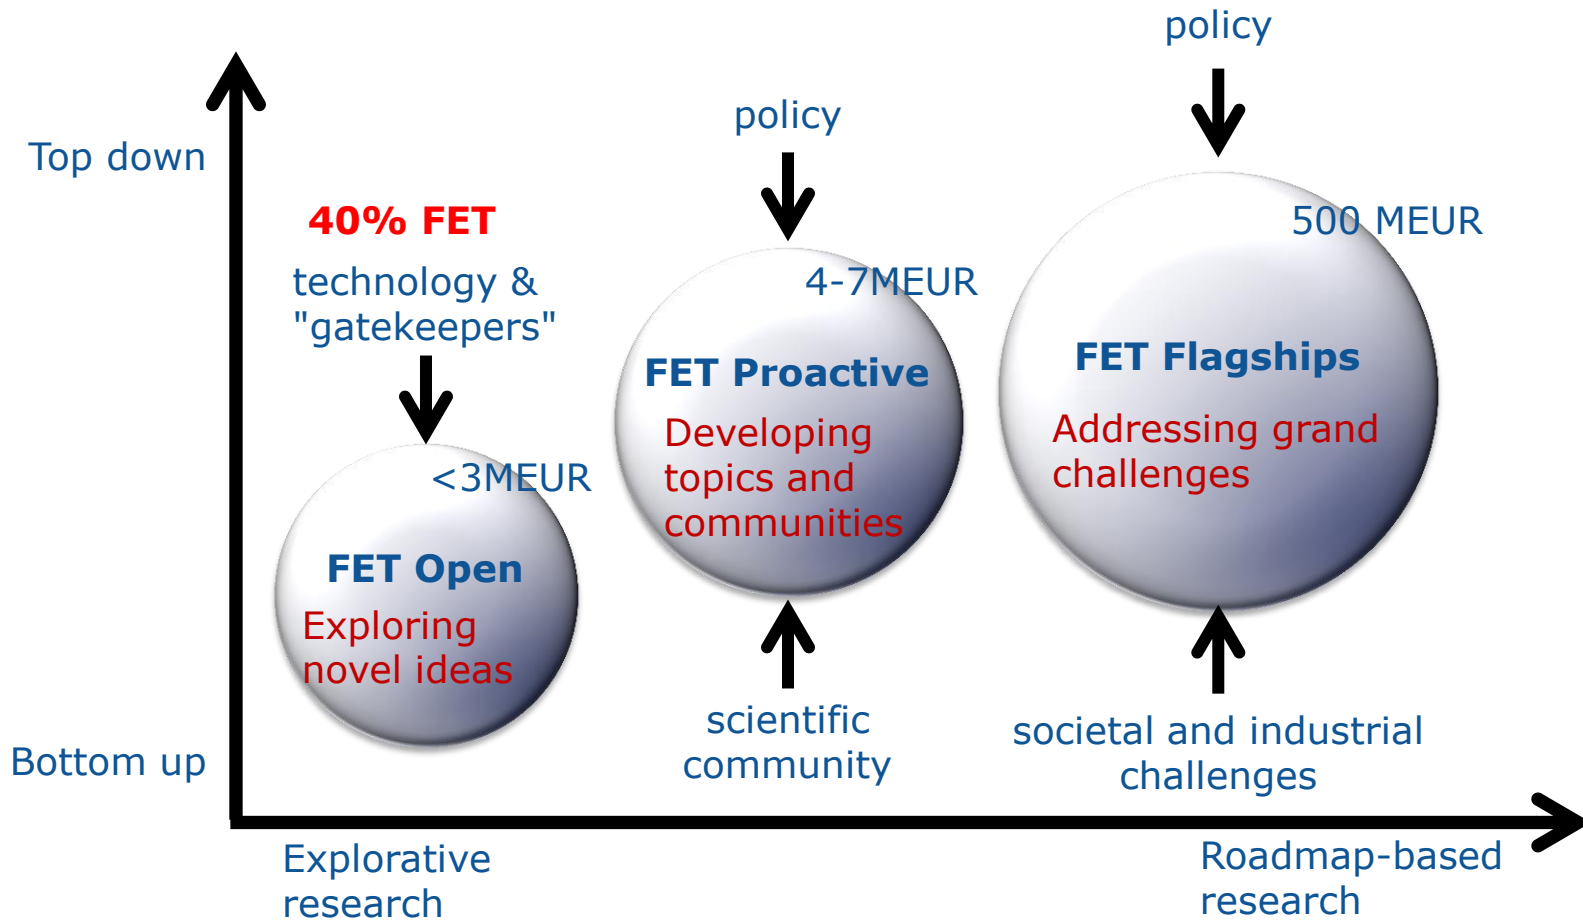 policy
policy
Top down
40% FET
technology &
"gatekeepers"
500 MEUR
4-7MEUR
FET Proactive
Developing
topics and
communities
FET Flagships
Addressing grand
challenges
<3MEUR
FET Open
Exploring
novel ideas
scientific
community
societal and industrial
challenges
Bottom up
Explorative
research
Roadmap-based
research